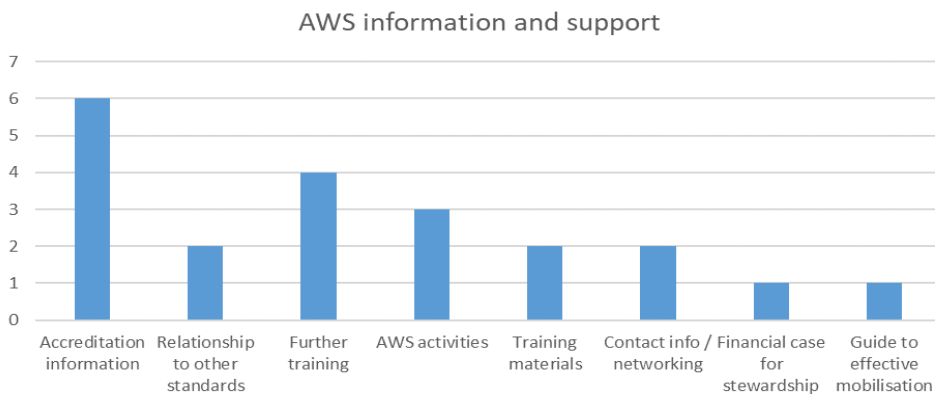 AWS information and support
7
6
5
4
3
2
1
0
Accreditation information
Relationship to other standards
Further training
AWS activities
Training materials
Contact info / networking
Financial case for stewardship
Guide to effective mobilisation